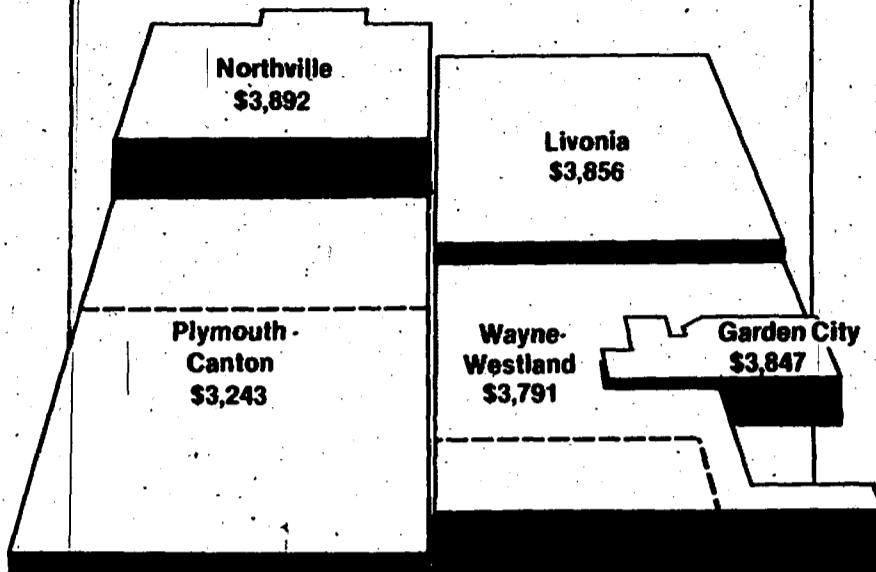 Northville
$3,892
Livonia
$3,856
Plymouth-
Canton
$3,243
Wayne-
Westland
$3,791
Garden City
$3,847